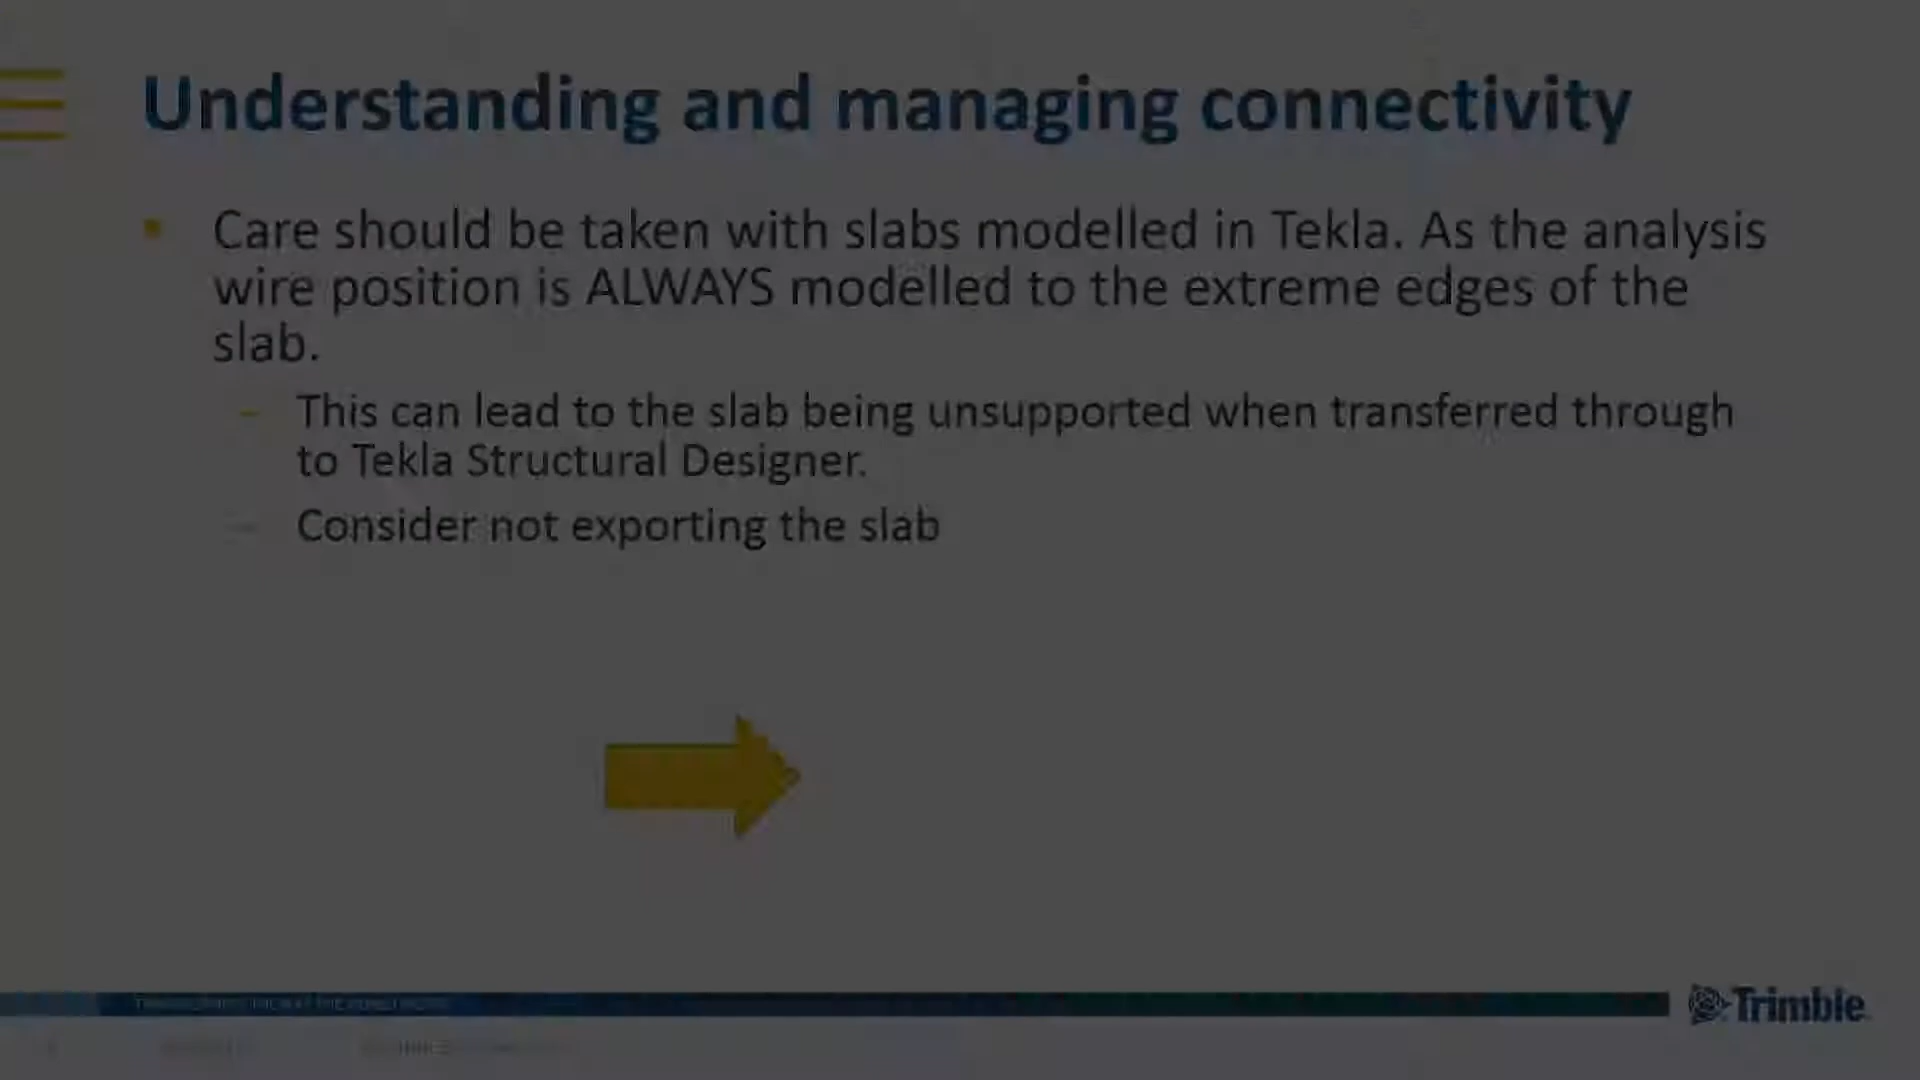 Understanding and managing connectivity
Care should be taken with slabs modelled in Tekla. As the analysis
wire position is ALWAYS modelled to the extreme edges of the
slab.
– This can lead to the slab being unsupported when transferred through
to Tekla Structural Designer.
– Consider not exporting the slab
Trimble